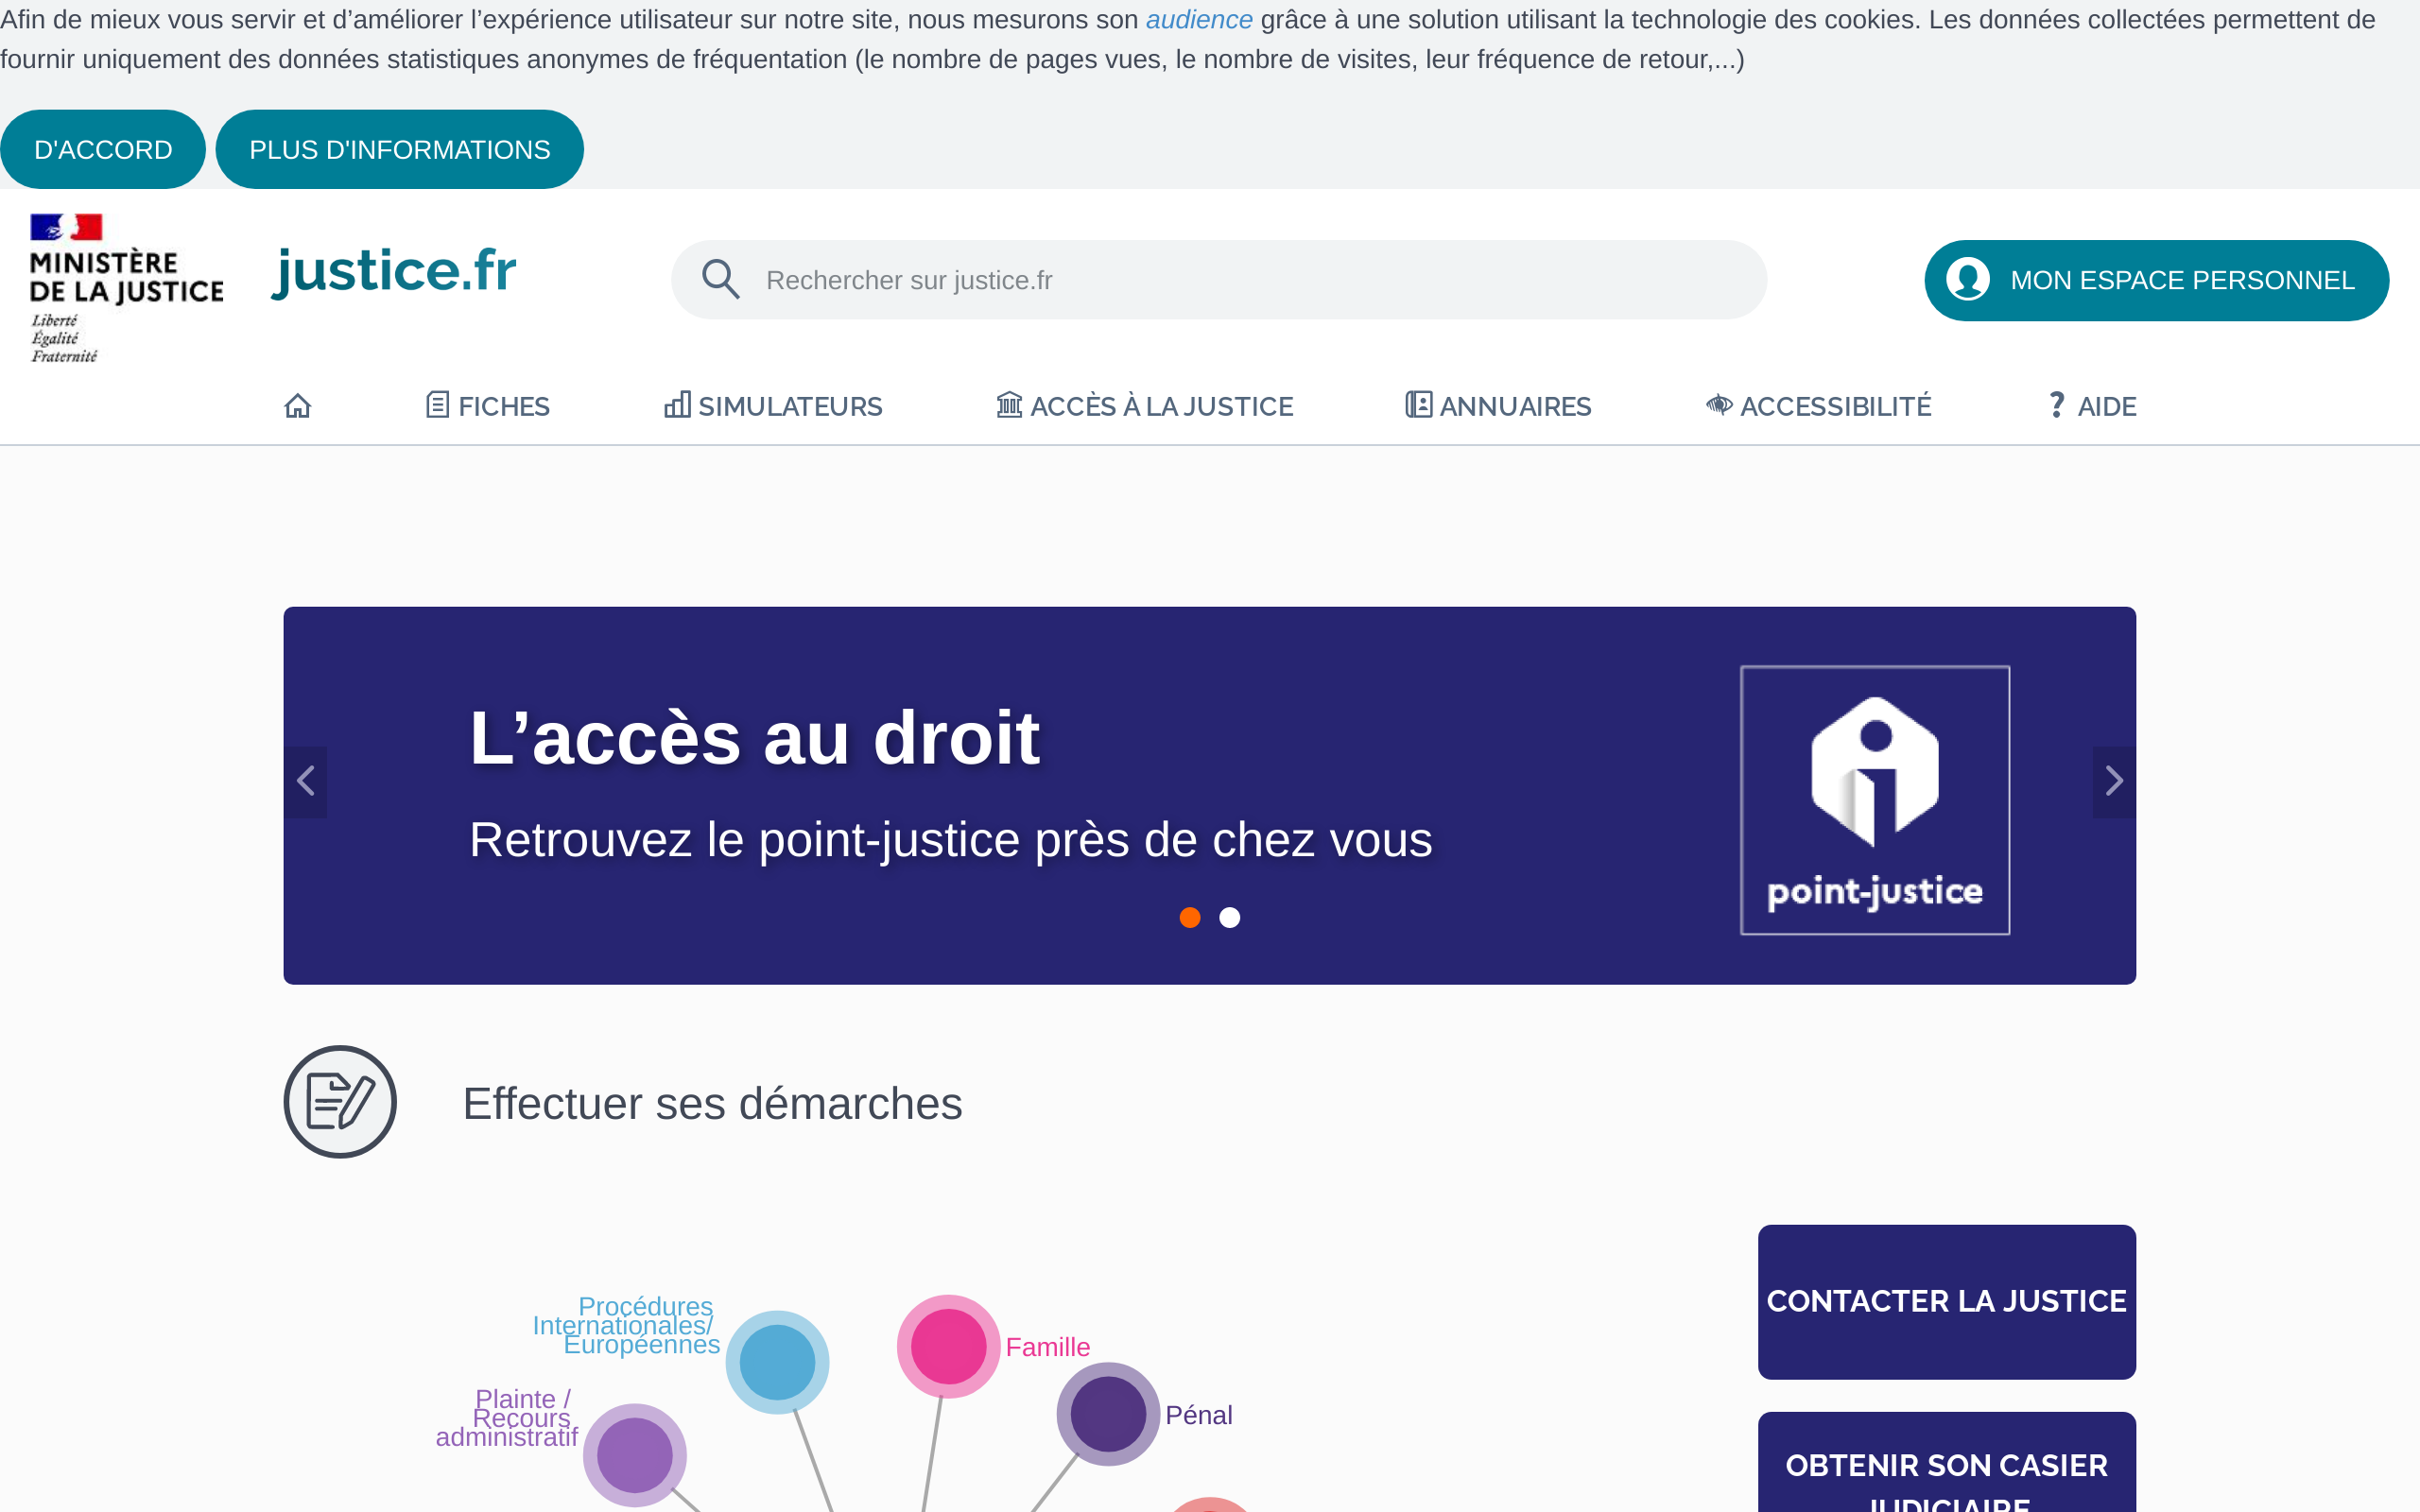 Afin de mieux vous servir et d’améliorer l’expérience utilisateur sur notre site, nous mesurons son audience grâce à une solution utilisant la technologie des cookies. Les données collectées permettent de
fournir uniquement des données statistiques anonymes de fréquentation (le nombre de pages vues, le nombre de visites, leur fréquence de retour,...)
D'ACCORD
PLUS D'INFORMATIONS
MINISTÈRE
DE LA JUSTICE
Liberté
Égalité
Fraternité
justice.fr
Rechercher sur justice.fr
MON ESPACE PERSONNEL
FICHES
SIMULATEURS
ACCÈS À LA JUSTICE
ANNUAIRES
ACCESSIBILITÉ
AIDE
L’accès au droit
Retrouvez le point-justice près de chez vous
point-justice
Effectuer ses démarches
Procédures
Internationales/
Européennes
Famille
Pénal
Plainte /
Recours
administratif
CONTACTER LA JUSTICE
OBTENIR SON CASIER
JUDICIAIRE